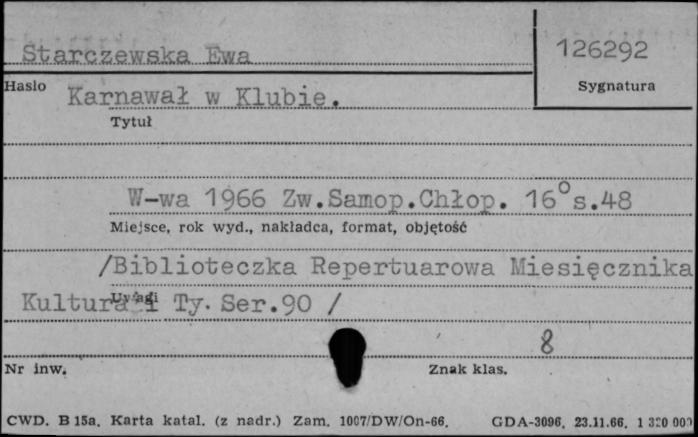 Starczewska Ewa
126292
Hasło
Sygnatura
Karnawał w Klubie.
Tytuł
W-wa 1966 Zw.Samop.Chłop. 16° s.48
Miejsce, rok wyd., nakładca, format, objętość
/Biblioteczka Repertuarowa Miesięcznika
Kultura i Ty. Ser.90 /
Uwagi
8
Nr inw.
Znak klas.
CWD. B 15a. Karta katal. (z nadr.) Zam. 1007/DW/On-66. GDA-3096. 23.11.66. 1 320 000